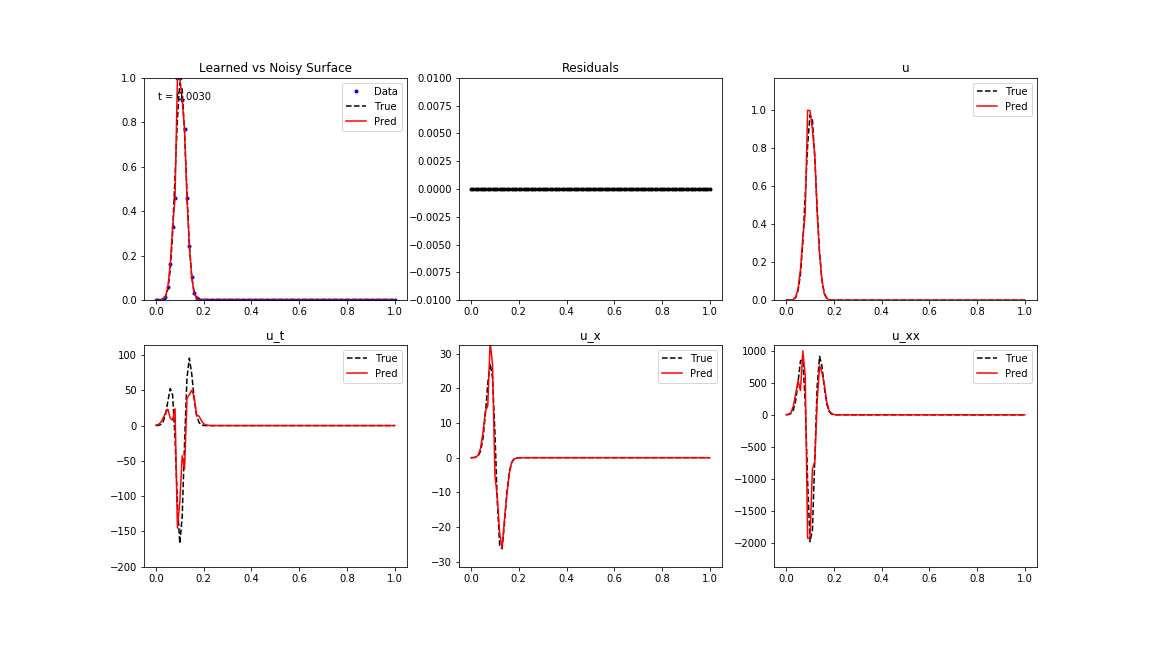 Learned vs Noisy Surface
1.0
0.8
0.6
0.4
0.2
0.0
0.0 0.2 0.4 0.6 0.8 1.0
t = 0.0030
Data
True
Pred
Residuals
0.0100
0.0075
0.0050
0.0025
0.0000
−0.0025
−0.0050
−0.0075
−0.0100
0.0 0.2 0.4 0.6 0.8 1.0
u
1.0
0.8
0.6
0.4
0.2
0.0
0.0 0.2 0.4 0.6 0.8 1.0
True
Pred
u_t
100
50
0
−50
−100
−150
−200
0.0 0.2 0.4 0.6 0.8 1.0
True
Pred
u_x
30
20
10
0
−10
−20
−30
0.0 0.2 0.4 0.6 0.8 1.0
True
Pred
u_xx
1000
500
0
−500
−1000
−1500
−2000
0.0 0.2 0.4 0.6 0.8 1.0
True
Pred